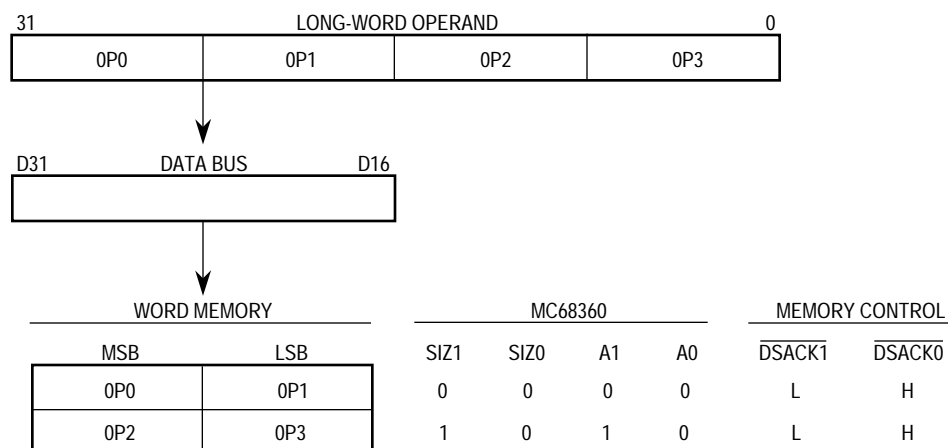 31 LONG-WORD OPERAND 0
0P0 0P1 0P2 0P3
D31 DATA BUS D16
WORD MEMORY MC68360 MEMORY CONTROL
MSB LSB SIZ1 SIZ0 A1 A0 DSACK1 DSACK0
0P0 0P1 0 0 0 0 L H
0P2 0P3 1 0 1 0 L H